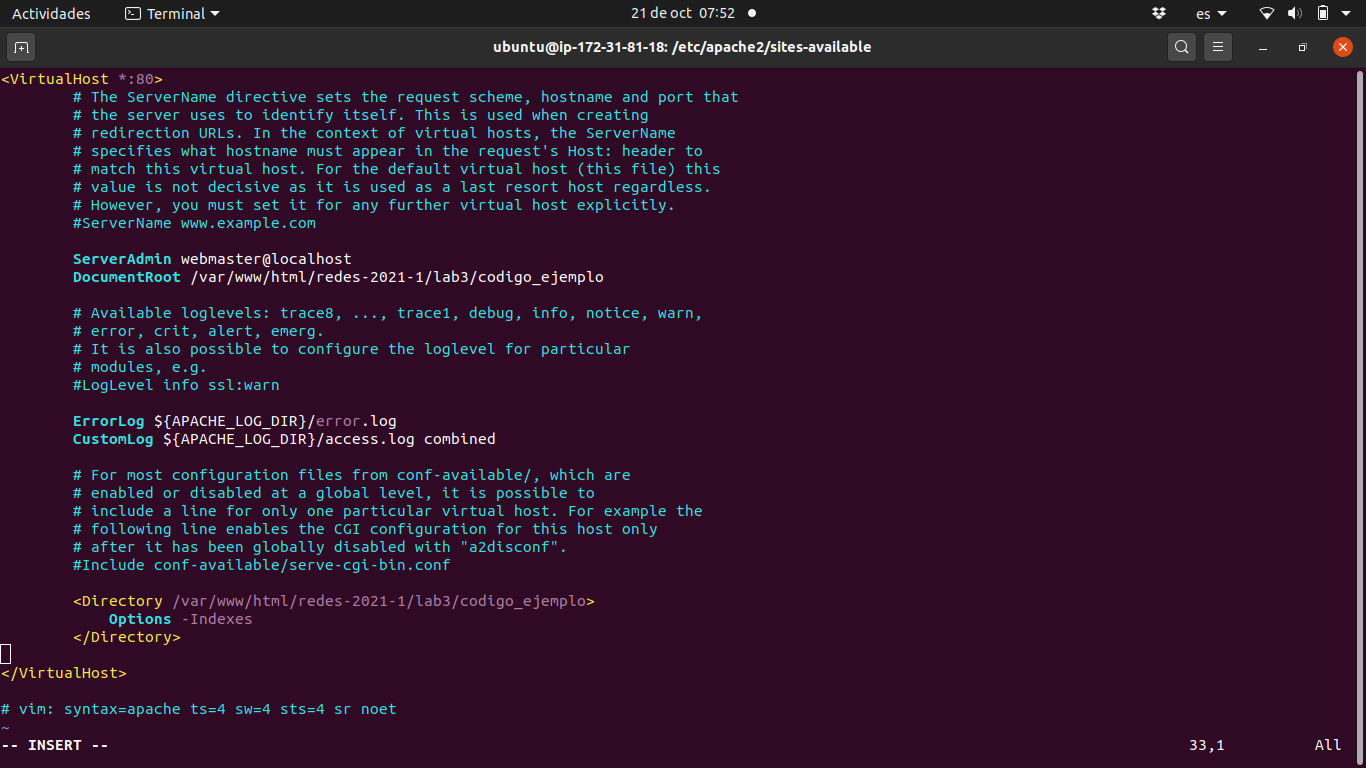 Actividades Terminal 21 de oct 07:52 es
ubuntu@ip-172-31-81-18: /etc/apache2/sites-available
<VirtualHost *:80>
        # The ServerName directive sets the request scheme, hostname and port that
        # the server uses to identify itself. This is used when creating
        # redirection URLs. In the context of virtual hosts, the ServerName
        # specifies what hostname must appear in the request's Host: header to
        # match this virtual host. For the default virtual host (this file) this
        # value is not decisive as it is used as a last resort host regardless.
        # However, you must set it for any further virtual host explicitly.
        #ServerName www.example.com

        ServerAdmin webmaster@localhost
        DocumentRoot /var/www/html/redes-2021-1/lab3/codigo_ejemplo

        # Available loglevels: trace8, ..., trace1, debug, info, notice, warn,
        # error, crit, alert, emerg.
        # It is also possible to configure the loglevel for particular
        # modules, e.g.
        #LogLevel info ssl:warn

        ErrorLog ${APACHE_LOG_DIR}/error.log
        CustomLog ${APACHE_LOG_DIR}/access.log combined

        # For most configuration files from conf-available/, which are
        # enabled or disabled at a global level, it is possible to
        # include a line for only one particular virtual host. For example the
        # following line enables the CGI configuration for this host only
        # after it has been globally disabled with "a2disconf".
        #Include conf-available/serve-cgi-bin.conf

        <Directory /var/www/html/redes-2021-1/lab3/codigo_ejemplo>
            Options -Indexes
        </Directory>

</VirtualHost>

# vim: syntax=apache ts=4 sw=4 sts=4 sr noet
~
-- INSERT -- 33,1 All